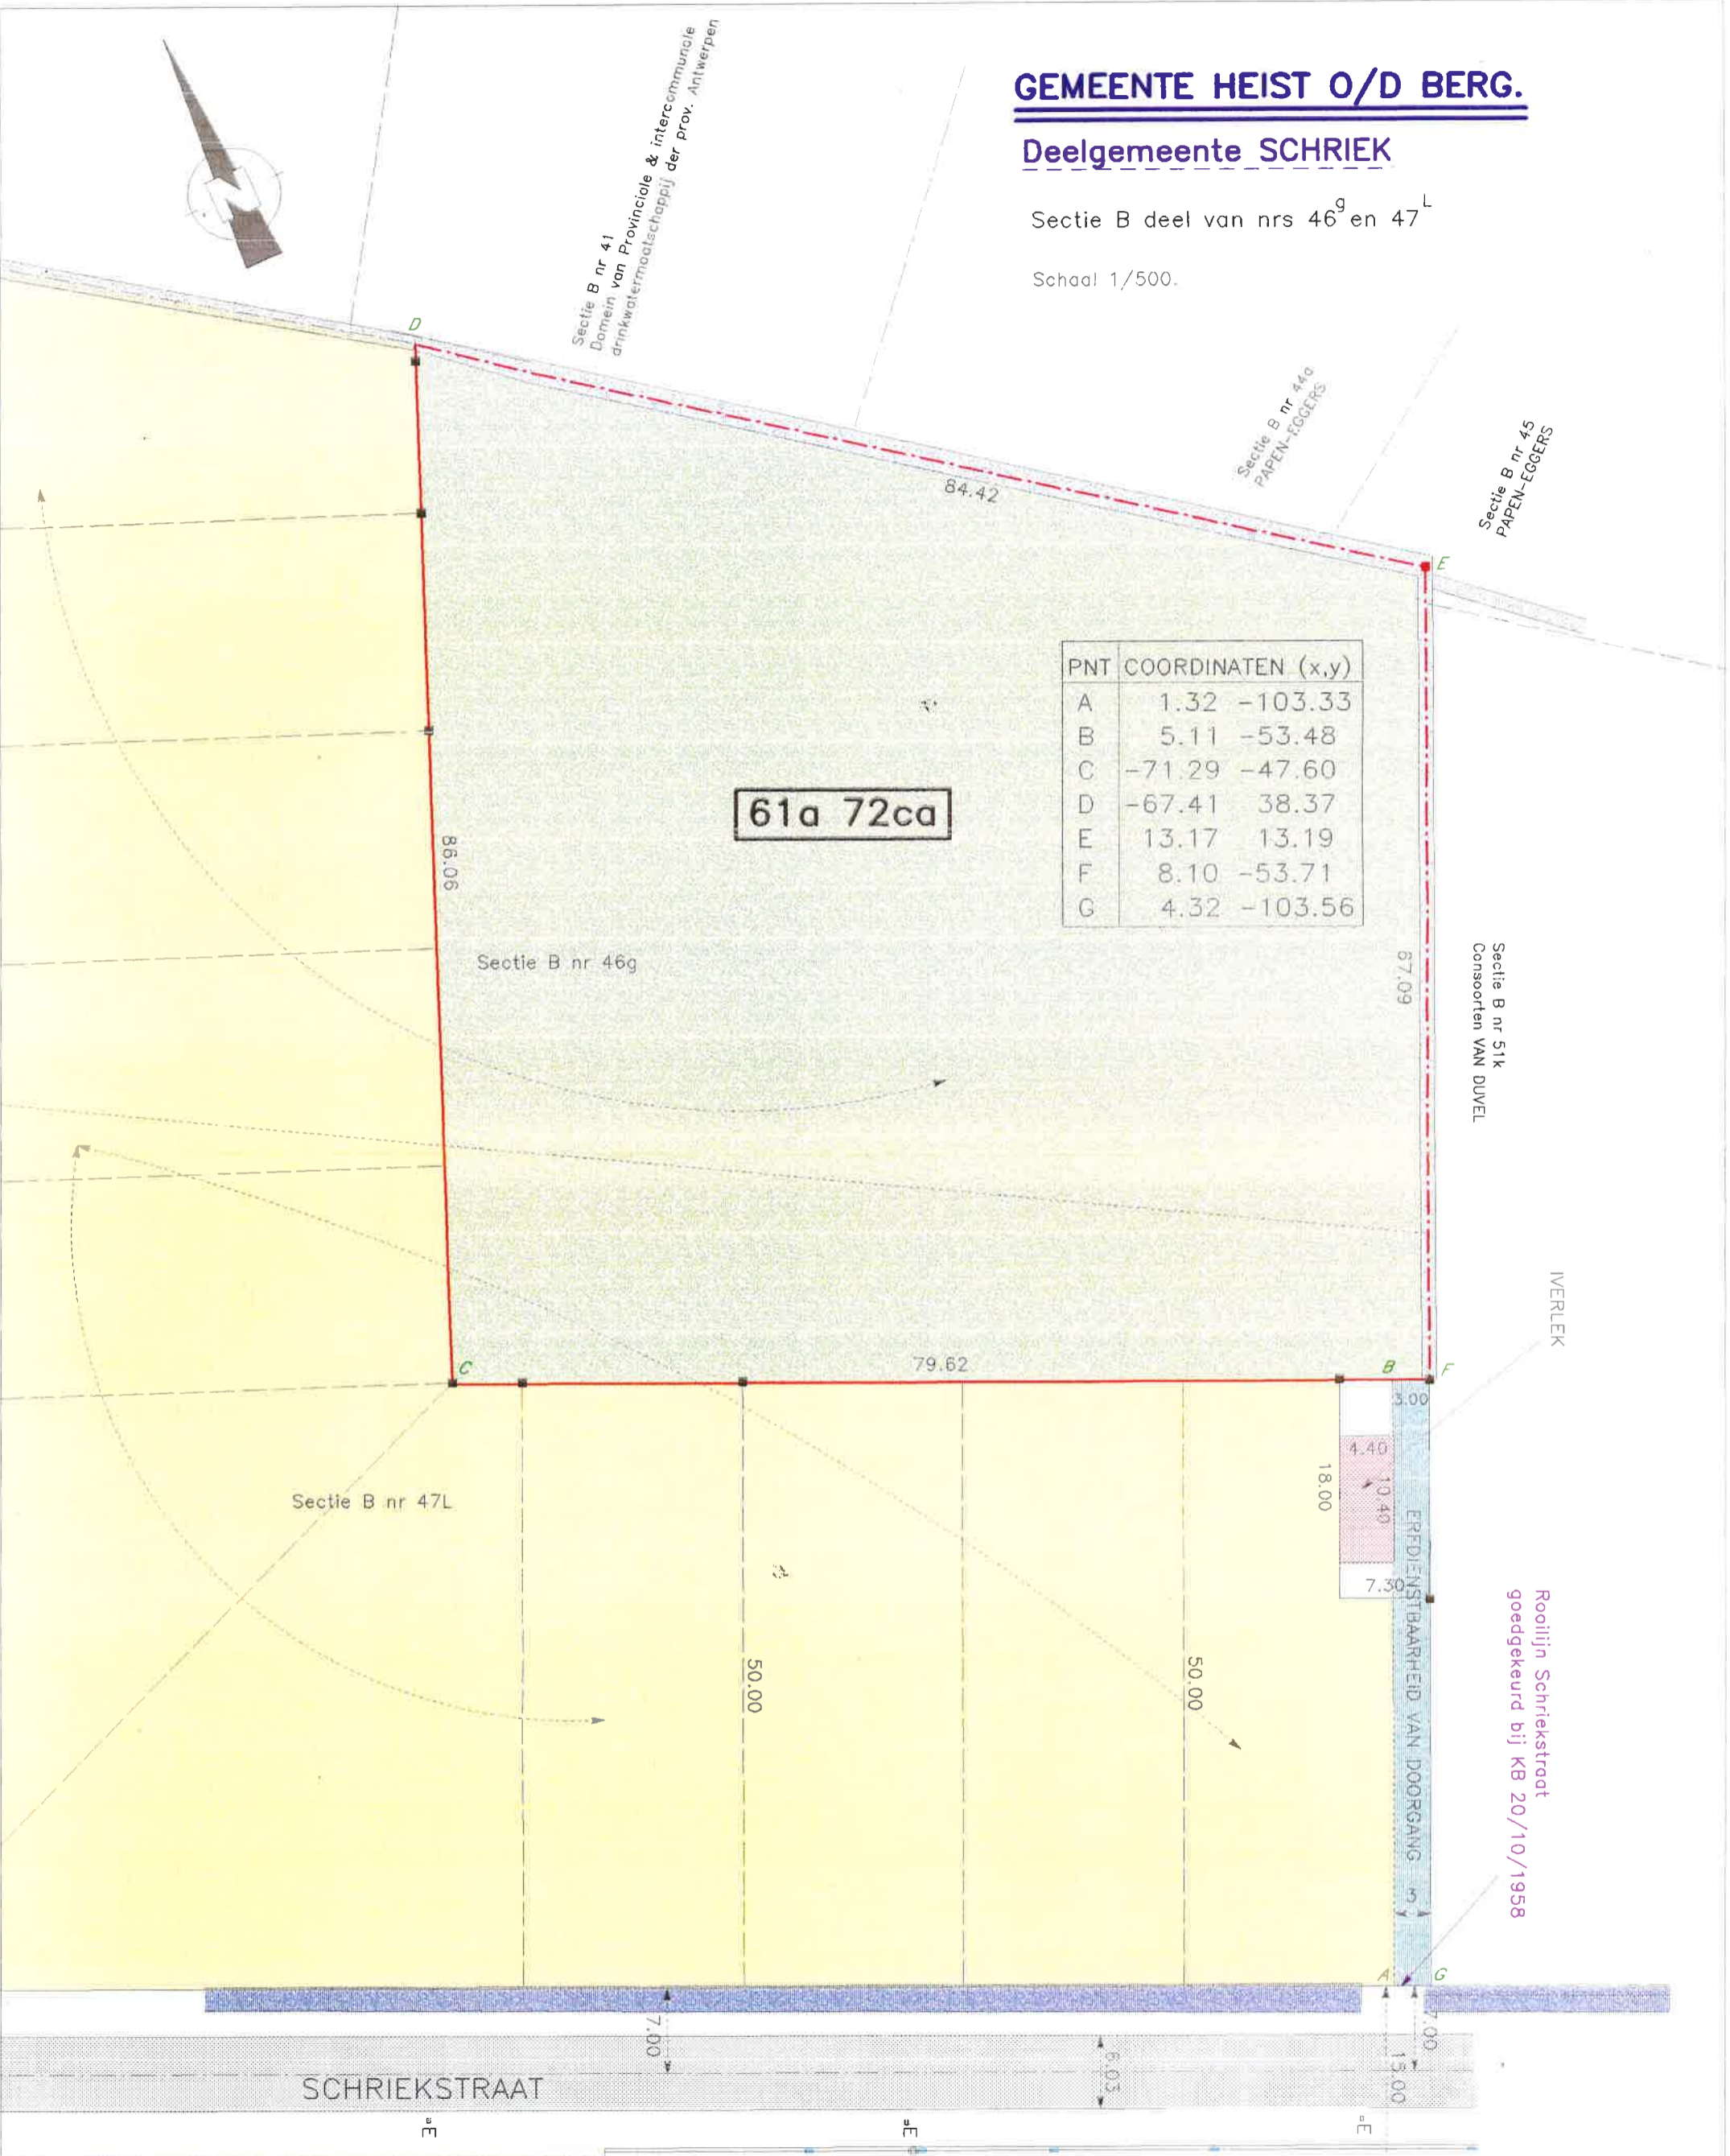 GEMEENTE HEIST O/D BERG.
Deelgemeente SCHRIEK
Sectie B deel van nrs 46g en 47L
Schaal 1/500.
Sectie B nr 41
Domein van Provinciale & intercommunale
drinkwatermaatschappij der prov. Antwerpen
D
84.42
Sectie B nr 44a
PAPEN-EGGERS
Sectie B nr 45
PAPEN-EGGERS
E
PNT COORDINATEN (x,y)
A 1.32 -103.33
B 5.11 -53.48
C -71.29 -47.60
D -67.41 38.37
E 13.17 13.19
F 8.10 -53.71
G 4.32 -103.56
61a 72ca
86.06
67.09
Sectie B nr 46g
Sectie B nr 51k
Consoorten VAN DUVEL
IVERLEK
C
79.62
B
F
3.00
4.40
10.40
18.00
7.30
Sectie B nr 47L
50.00
50.00
ERFDIENSTBAARHEID VAN DOORGANG
3
Rooilijn Schriekstraat
goedgekeurd bij KB 20/10/1958
A
G
7.00
7.00
6.03
15.00
SCHRIEKSTRAAT
E
E
E